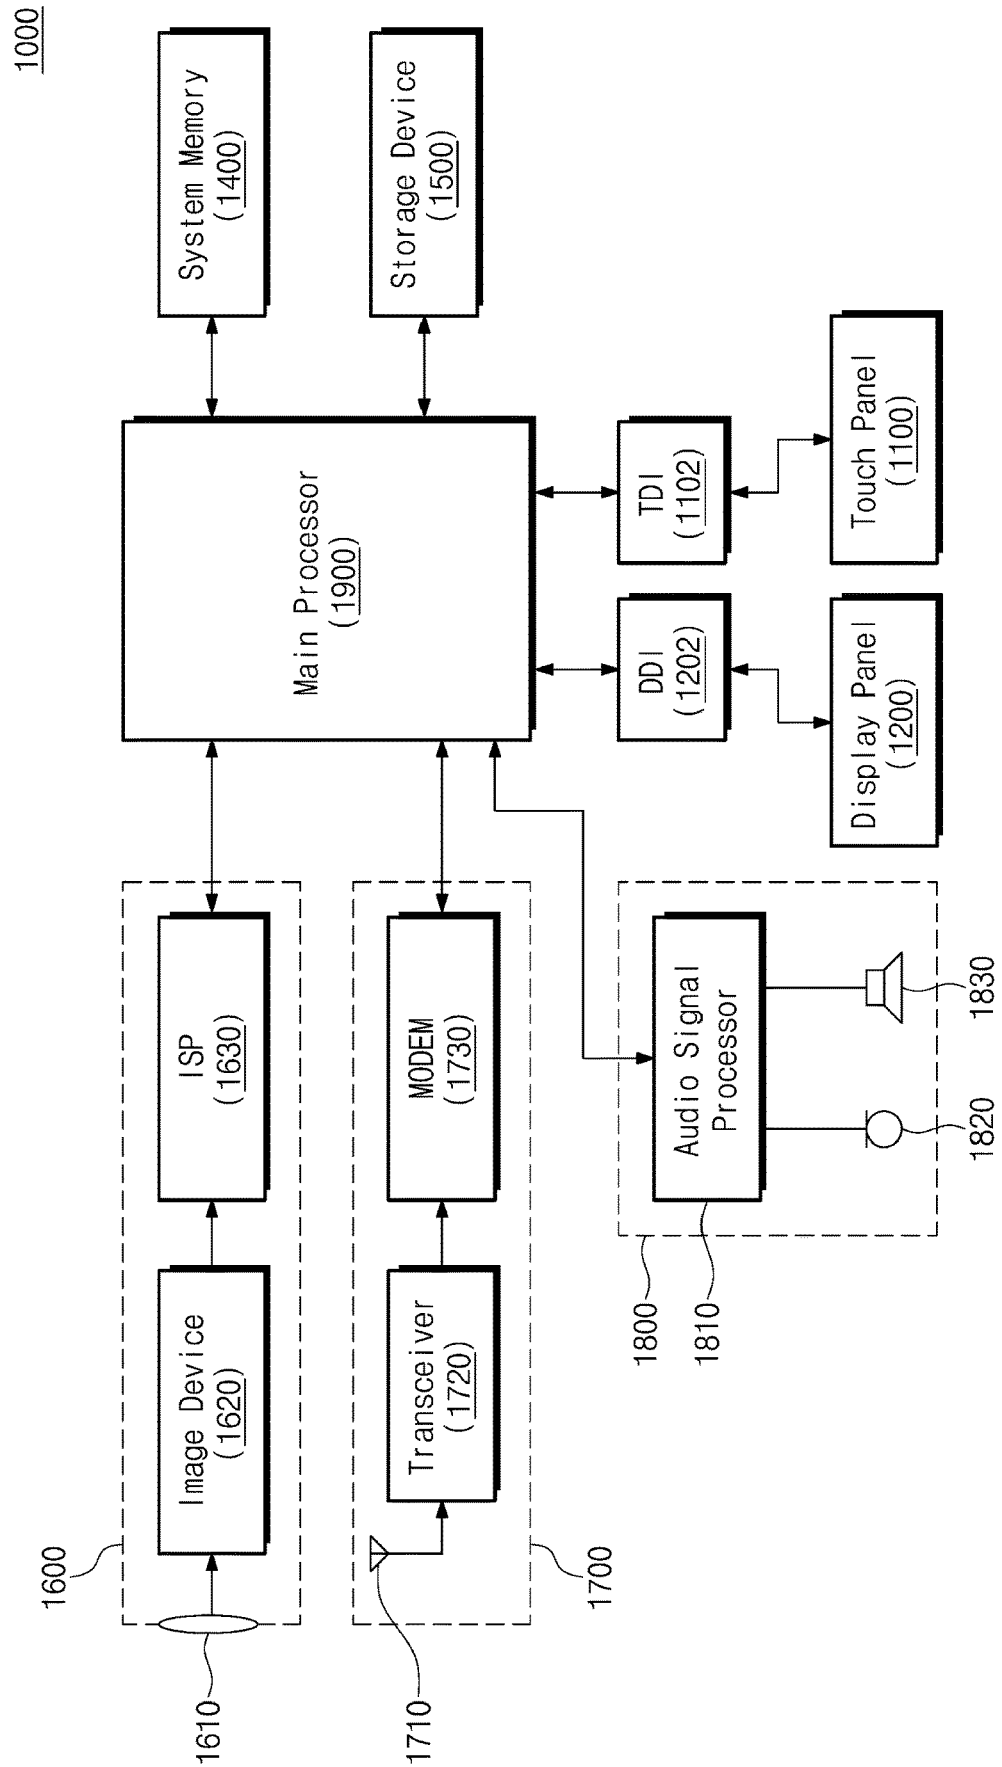 1000
1600
1610
Image Device
(1620)
ISP
(1630)
Main Processor
(1900)
System Memory
(1400)
Storage Device
(1500)
1710
Transceiver
(1720)
MODEM
(1730)
1700
DDI
(1202)
TDI
(1102)
1800
1810
Audio Signal
Processor
Display Panel
(1200)
Touch Panel
(1100)
1820
1830